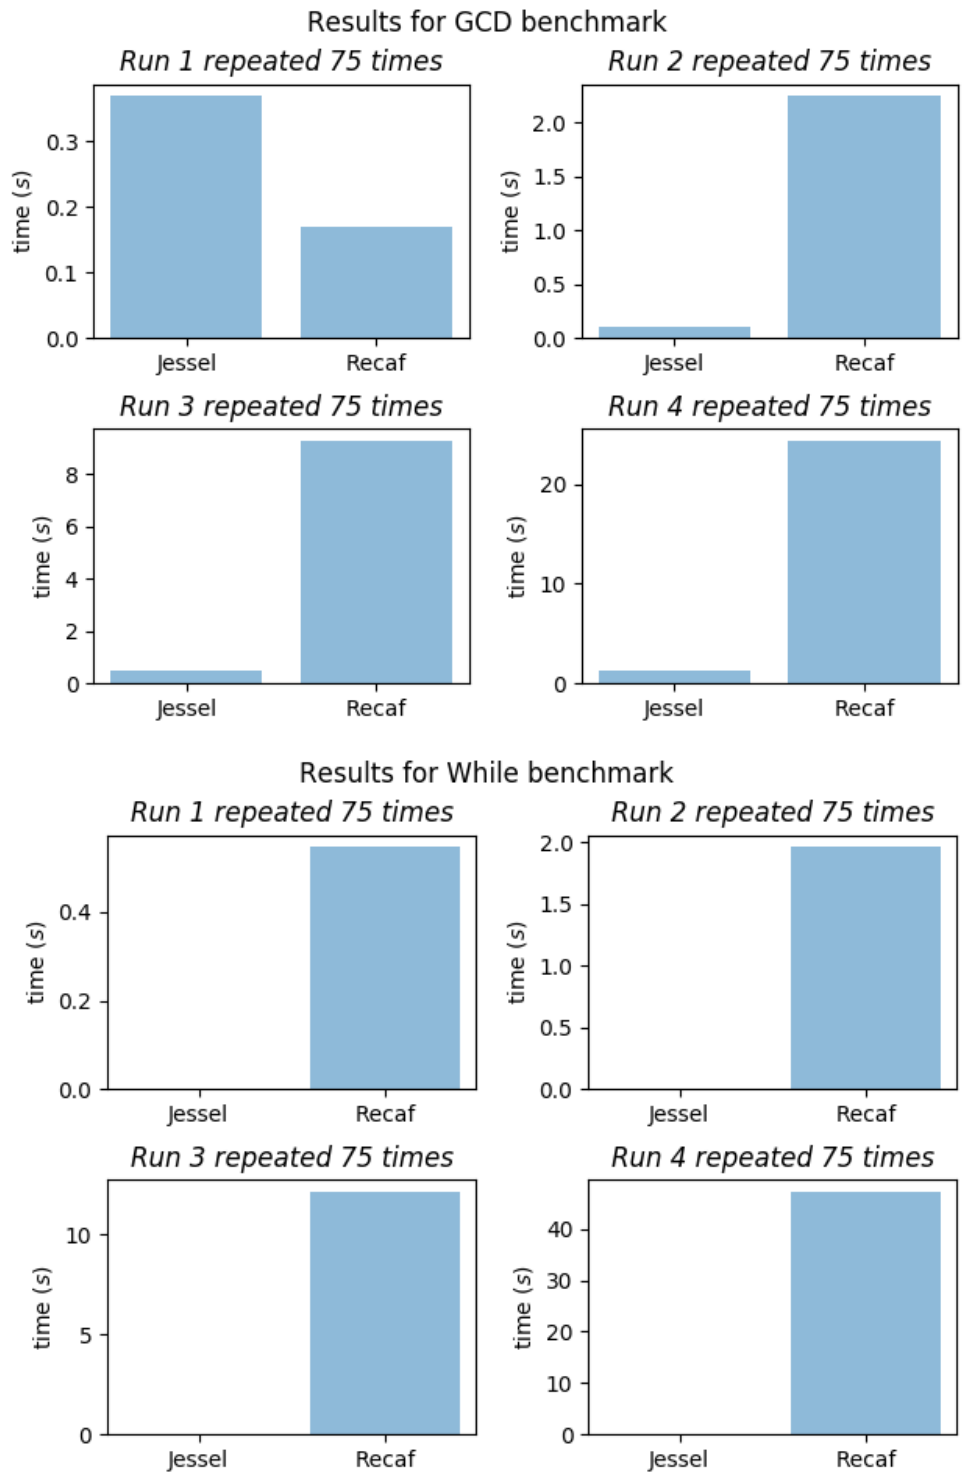 Results for GCD benchmark
Run 1 repeated 75 times
time (s)
0.3
0.2
0.1
0.0
Jessel Recaf
Run 2 repeated 75 times
time (s)
2.0
1.5
1.0
0.5
0.0
Jessel Recaf
Run 3 repeated 75 times
time (s)
8
6
4
2
0
Jessel Recaf
Run 4 repeated 75 times
time (s)
20
10
0
Jessel Recaf
Results for While benchmark
Run 1 repeated 75 times
time (s)
0.4
0.2
0.0
Jessel Recaf
Run 2 repeated 75 times
time (s)
2.0
1.5
1.0
0.5
0.0
Jessel Recaf
Run 3 repeated 75 times
time (s)
10
5
0
Jessel Recaf
Run 4 repeated 75 times
time (s)
40
30
20
10
0
Jessel Recaf